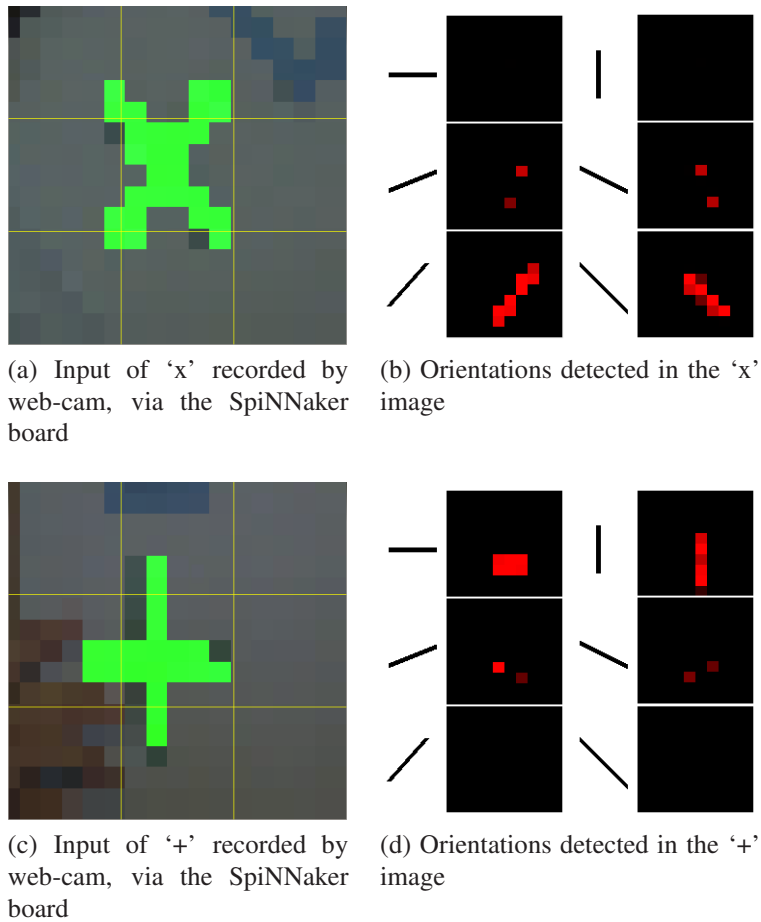 (a) Input of ‘x’ recorded by
web-cam, via the SpiNNaker
board
(b) Orientations detected in the ‘x’
image
(c) Input of ‘+’ recorded by
web-cam, via the SpiNNaker
board
(d) Orientations detected in the ‘+’
image